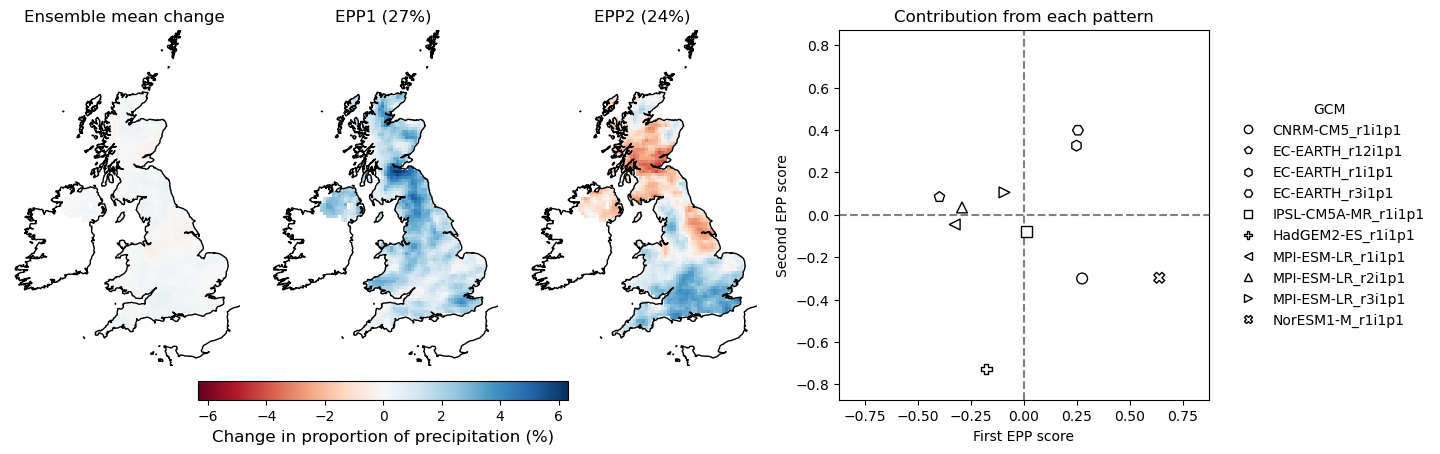 Ensemble mean change
EPP1 (27%)
EPP2 (24%)
−6 −4 −2 0 2 4 6
Change in proportion of precipitation (%)
Contribution from each pattern
Second EPP score
0.8
0.6
0.4
0.2
0.0
−0.2
−0.4
−0.6
−0.8
−0.75 −0.50 −0.25 0.00 0.25 0.50 0.75
First EPP score
GCM
CNRM-CM5_r1i1p1
EC-EARTH_r12i1p1
EC-EARTH_r1i1p1
EC-EARTH_r3i1p1
IPSL-CM5A-MR_r1i1p1
HadGEM2-ES_r1i1p1
MPI-ESM-LR_r1i1p1
MPI-ESM-LR_r2i1p1
MPI-ESM-LR_r3i1p1
NorESM1-M_r1i1p1